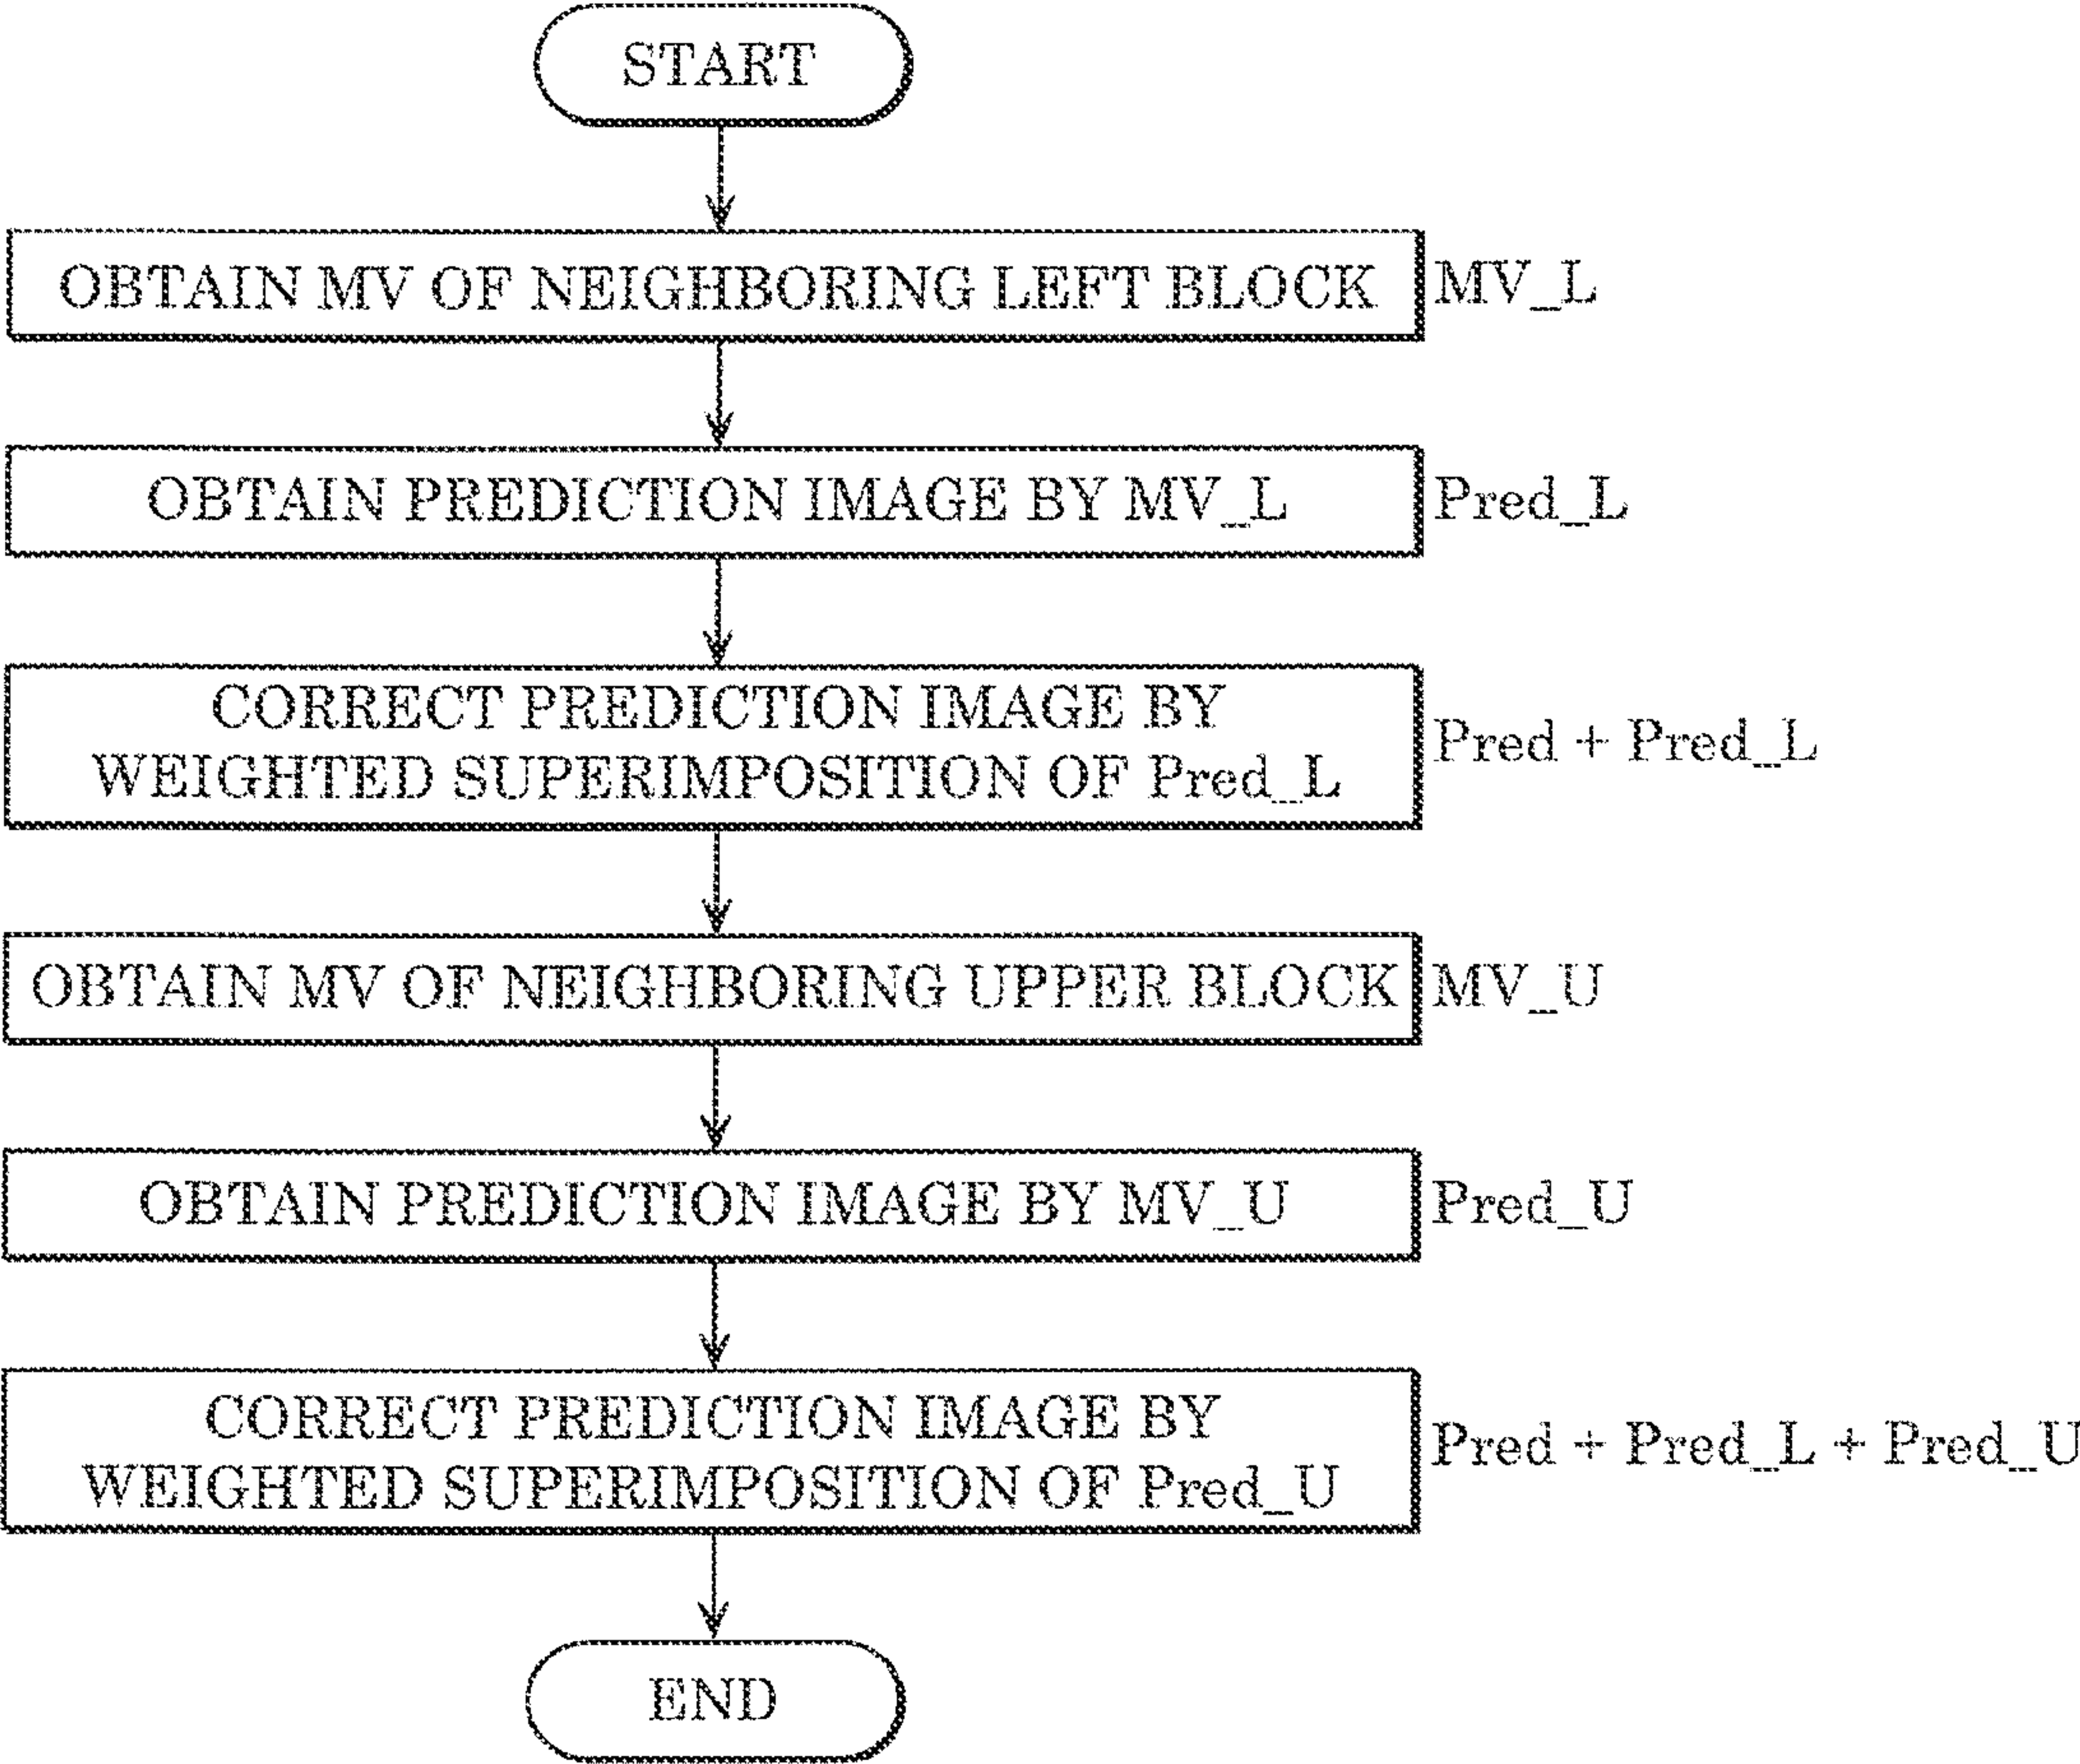 START
OBTAIN MV OF NEIGHBORING LEFT BLOCK
MV_L
OBTAIN PREDICTION IMAGE BY MV_L
Pred_L
CORRECT PREDICTION IMAGE BY
WEIGHTED SUPERIMPOSITION OF Pred_L
Pred + Pred_L
OBTAIN MV OF NEIGHBORING UPPER BLOCK
MV_U
OBTAIN PREDICTION IMAGE BY MV_U
Pred_U
CORRECT PREDICTION IMAGE BY
WEIGHTED SUPERIMPOSITION OF Pred_U
Pred + Pred_L + Pred_U
END